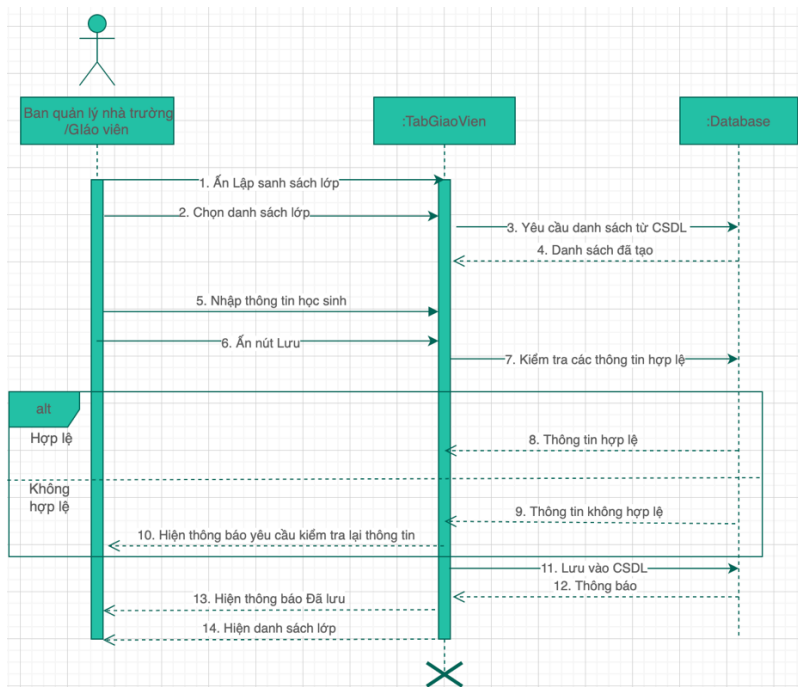 Ban quản lý nhà trường
/GIáo viên
:TabGiaoVien
:Database
1. Ấn Lập sanh sách lớp
2. Chọn danh sách lớp
3. Yêu cầu danh sách từ CSDL
4. Danh sách đã tạo
5. Nhập thông tin học sinh
6. Ấn nút Lưu
7. Kiểm tra các thông tin hợp lệ
alt
Hợp lệ
8. Thông tin hợp lệ
Không
hợp lệ
9. Thông tin không hợp lệ
10. Hiện thông báo yêu cầu kiểm tra lại thông tin
11. Lưu vào CSDL
12. Thông báo
13. Hiện thông báo Đã lưu
14. Hiện danh sách lớp